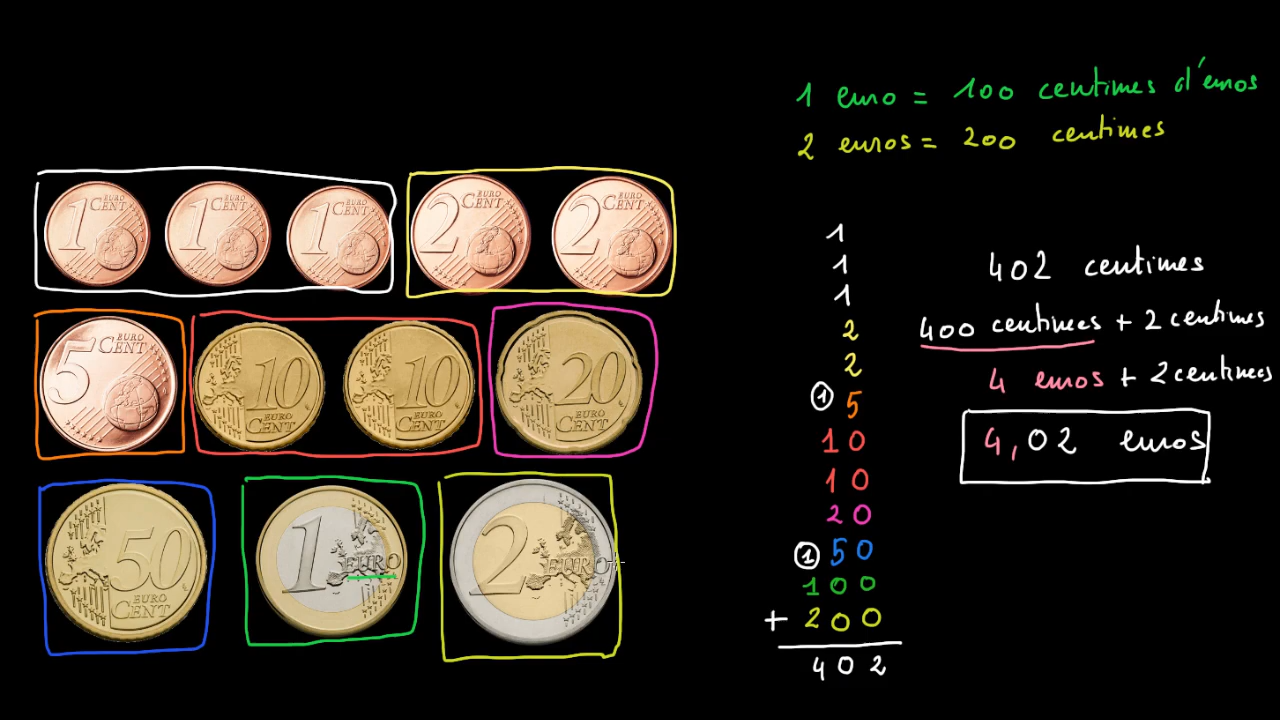 1 euro = 100 centimes d'euros
2 euros = 200 centimes
1 EURO CENT
1 EURO CENT
1 EURO CENT
2 EURO CENT
2 EURO CENT
5 EURO CENT
10 EURO CENT
10 EURO CENT
20 EURO CENT
50 EURO CENT
1 EURO
2 EURO
1
1
1
2
2
1 5
10
10
20
1 50
100
+ 200
402
402 centimes
400 centimes + 2 centimes
4 euros + 2 centimes
4,02 euros